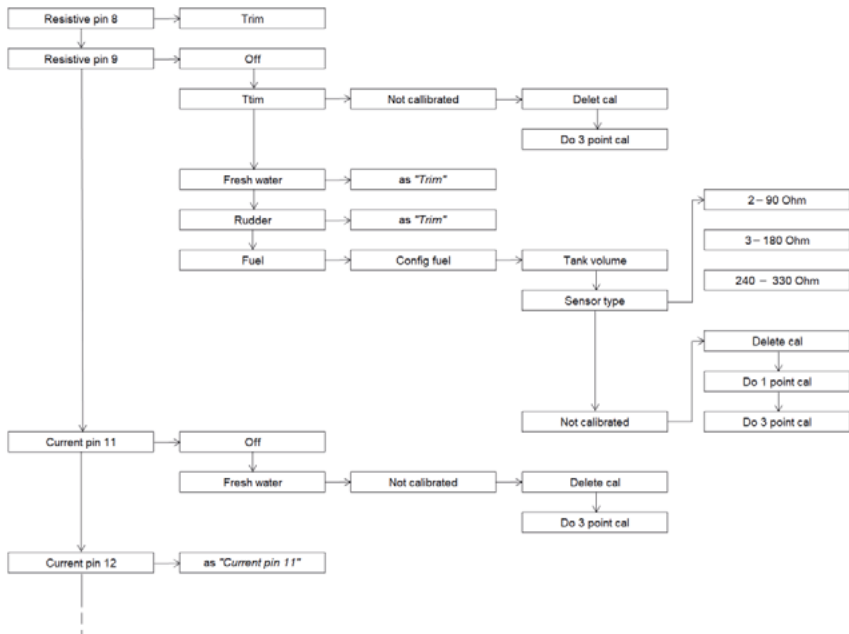 Resistive pin 8
Trim
Resistive pin 9
Off
Ttim
Not callibrated
Delet cal
Do 3 point cal
Fresh water
as "Trim"
2 – 90 Ohm
Rudder
as "Trim"
3 – 180 Ohm
Fuel
Config fuel
Tank volume
240 – 330 Ohm
Sensor type
Delete cal
Do 1 point cal
Not calibrated
Do 3 point cal
Current pin 11
Off
Fresh water
Not calibrated
Delete cal
Do 3 point cal
Current pin 12
as "Current pin 11"